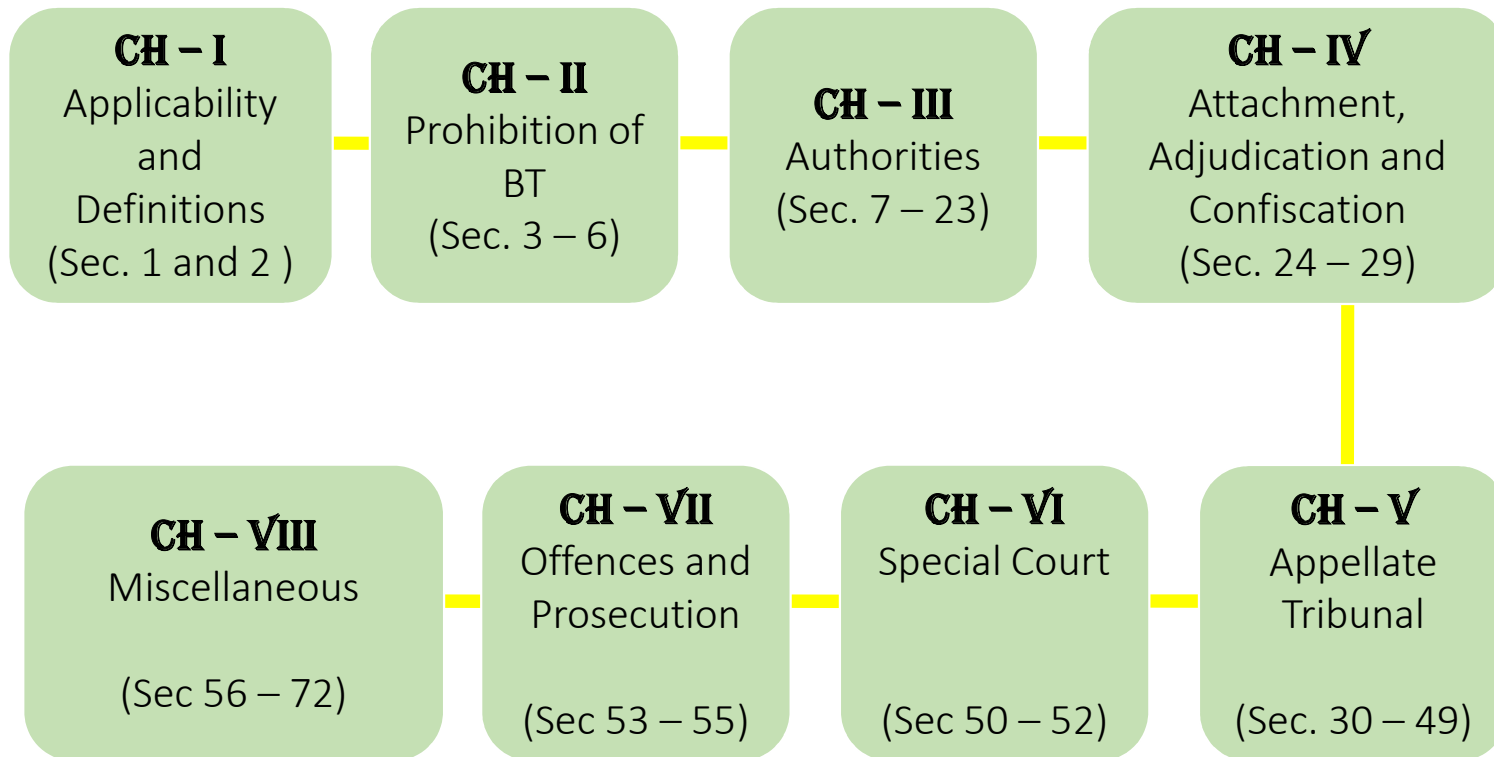 CH – I
Applicability
and
Definitions
(Sec. 1 and 2 )
CH – II
Prohibition of
BT
(Sec. 3 – 6)
CH – III
Authorities
(Sec. 7 – 23)
CH – IV
Attachment,
Adjudication and
Confiscation
(Sec. 24 – 29)
CH – V
Appellate
Tribunal
(Sec. 30 – 49)
CH – VI
Special Court
(Sec 50 – 52)
CH – VII
Offences and
Prosecution
(Sec 53 – 55)
CH – VIII
Miscellaneous
(Sec 56 – 72)